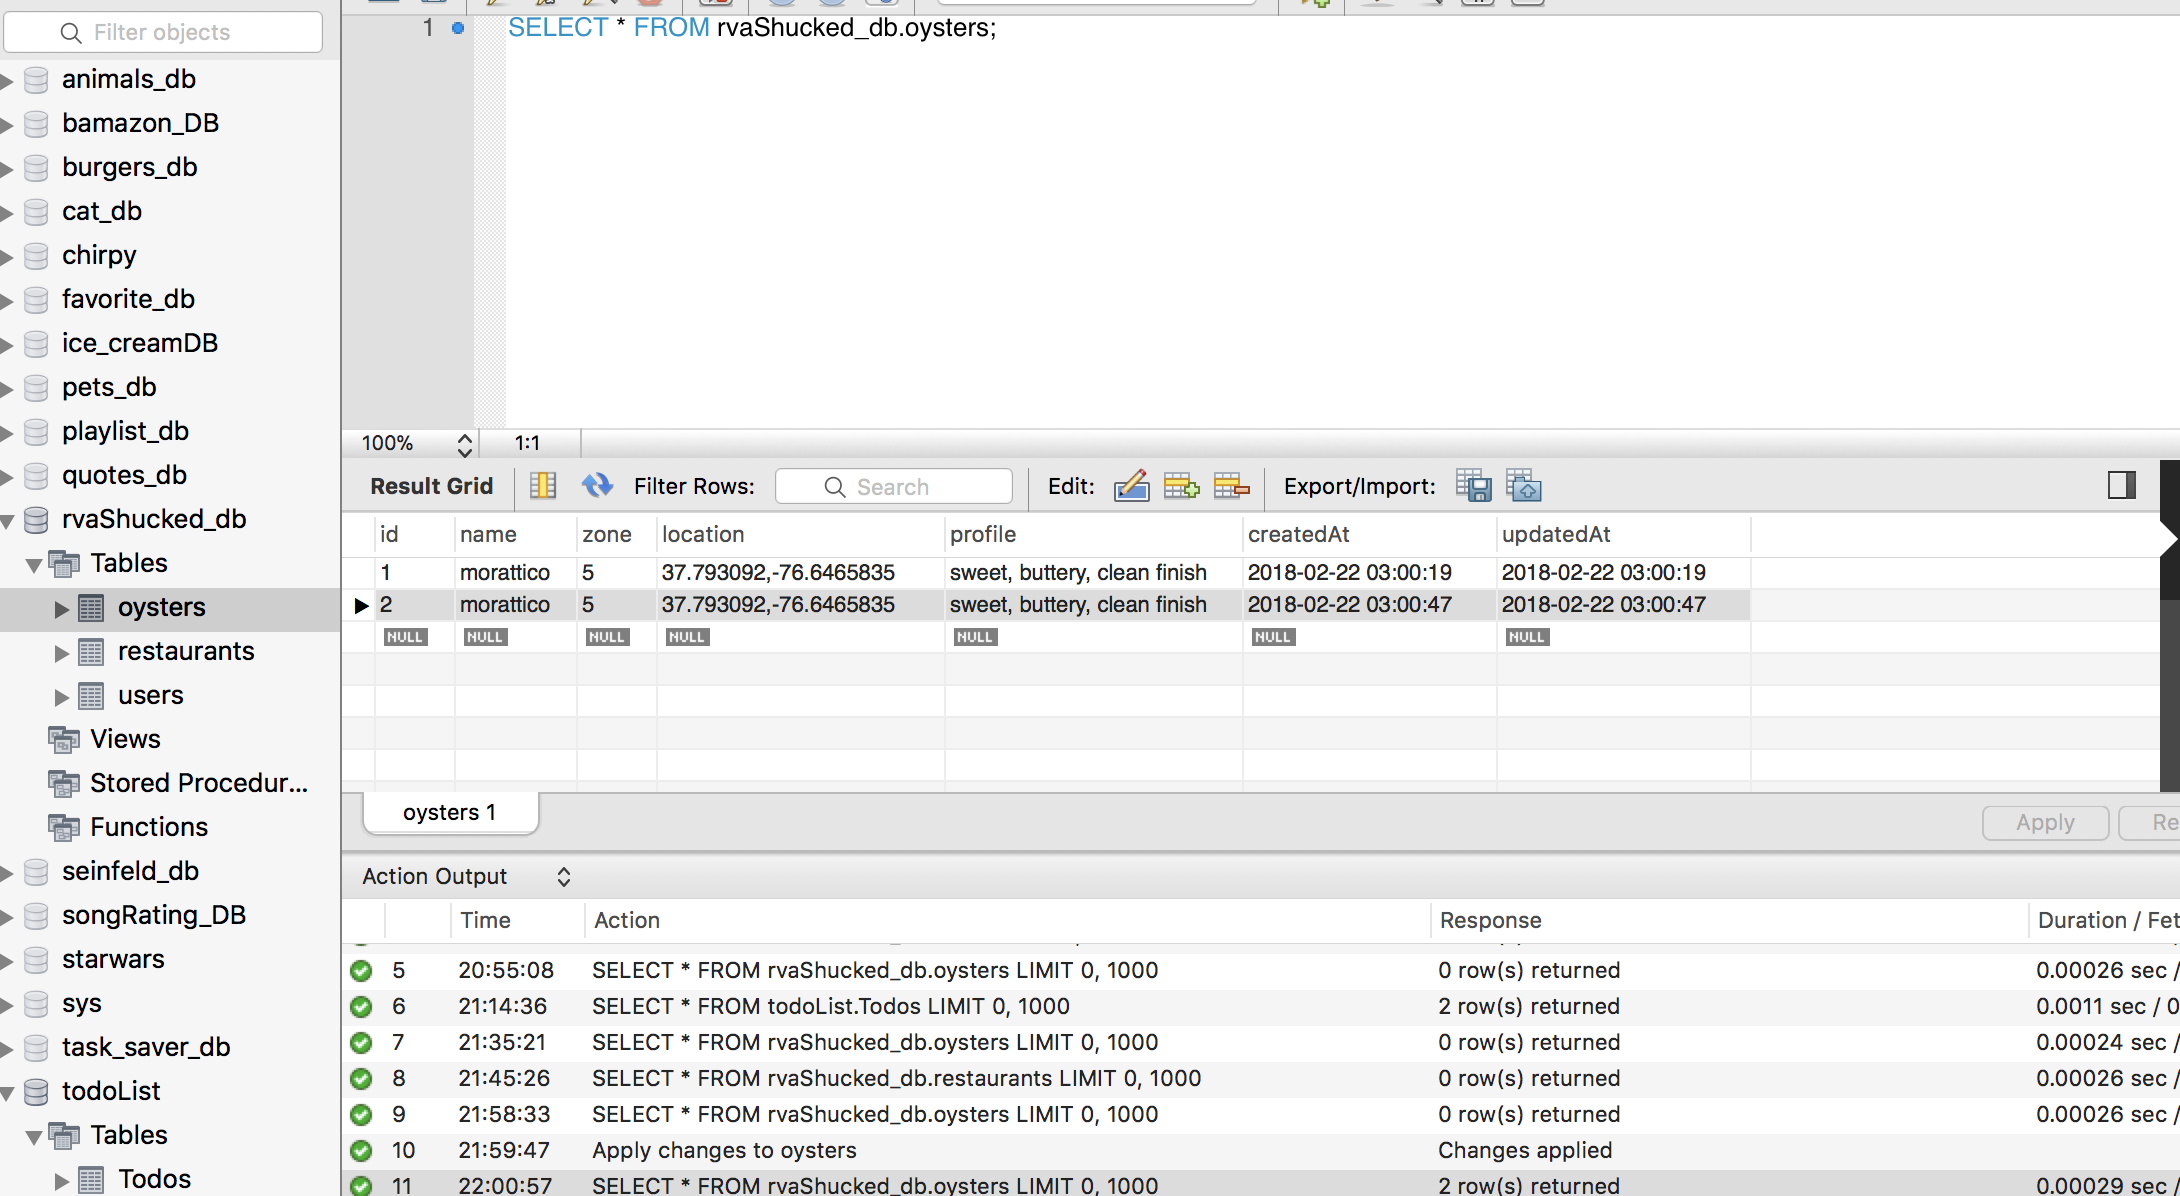 Filter objects
animals_db
bamazon_DB
burgers_db
cat_db
chirpy
favorite_db
ice_creamDB
pets_db
playlist_db
quotes_db
rvaShucked_db
Tables
oysters
restaurants
users
Views
Stored Procedur...
Functions
seinfeld_db
songRating_DB
starwars
sys
task_saver_db
todoList
Tables
Todos
1 SELECT * FROM rvaShucked_db.oysters;
100% 1:1
Result Grid Filter Rows: Search Edit: Export/Import:
id name zone location profile createdAt updatedAt
1 morattico 5 37.793092,-76.6465835 sweet, buttery, clean finish 2018-02-22 03:00:19 2018-02-22 03:00:19
2 morattico 5 37.793092,-76.6465835 sweet, buttery, clean finish 2018-02-22 03:00:47 2018-02-22 03:00:47
NULL NULL NULL NULL NULL NULL NULL
oysters 1 Apply Re
Action Output
Time Action Response Duration / Fet
5 20:55:08 SELECT * FROM rvaShucked_db.oysters LIMIT 0, 1000 0 row(s) returned 0.00026 sec /
6 21:14:36 SELECT * FROM todoList.Todos LIMIT 0, 1000 2 row(s) returned 0.0011 sec / 0
7 21:35:21 SELECT * FROM rvaShucked_db.oysters LIMIT 0, 1000 0 row(s) returned 0.00024 sec /
8 21:45:26 SELECT * FROM rvaShucked_db.restaurants LIMIT 0, 1000 0 row(s) returned 0.00026 sec /
9 21:58:33 SELECT * FROM rvaShucked_db.oysters LIMIT 0, 1000 0 row(s) returned 0.00026 sec /
10 21:59:47 Apply changes to oysters Changes applied
11 22:00:57 SELECT * FROM rvaShucked_db.oysters LIMIT 0, 1000 2 row(s) returned 0.00029 sec /